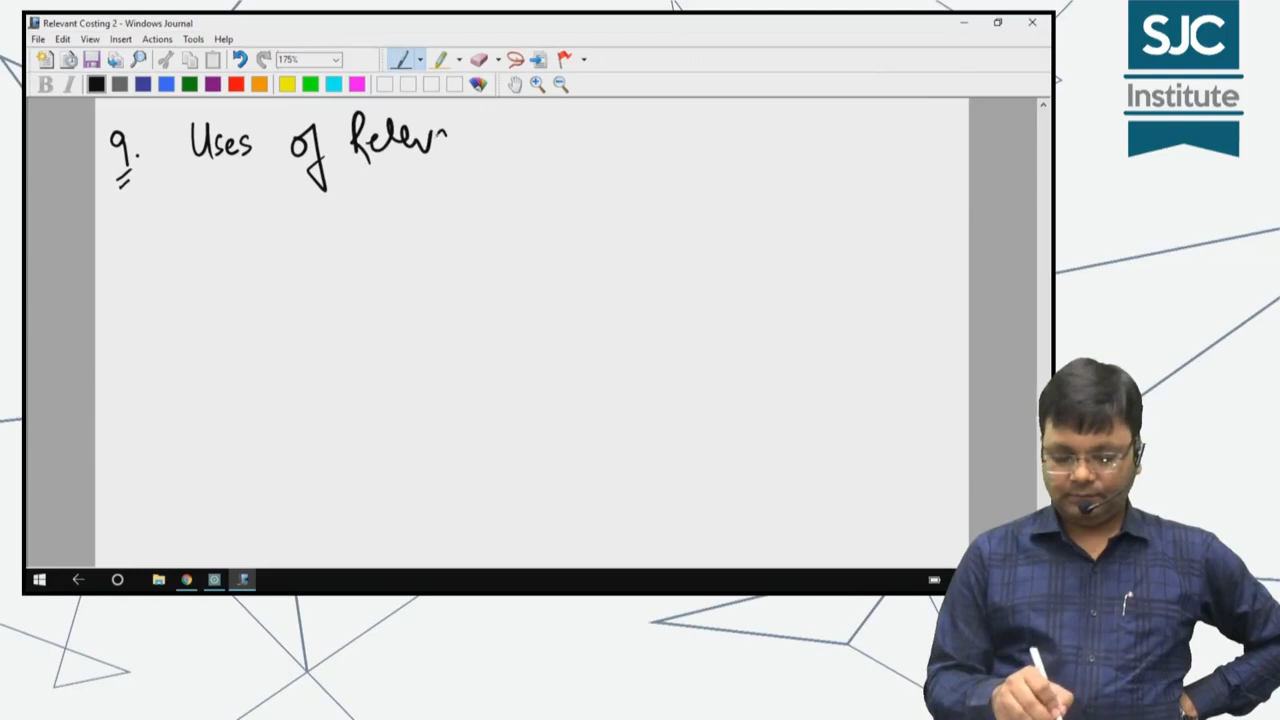 Relevant Costing 2 - Windows Journal
File Edit View Insert Actions Tools Help
175%
B I
9. Uses of Relev
SJC
Institute